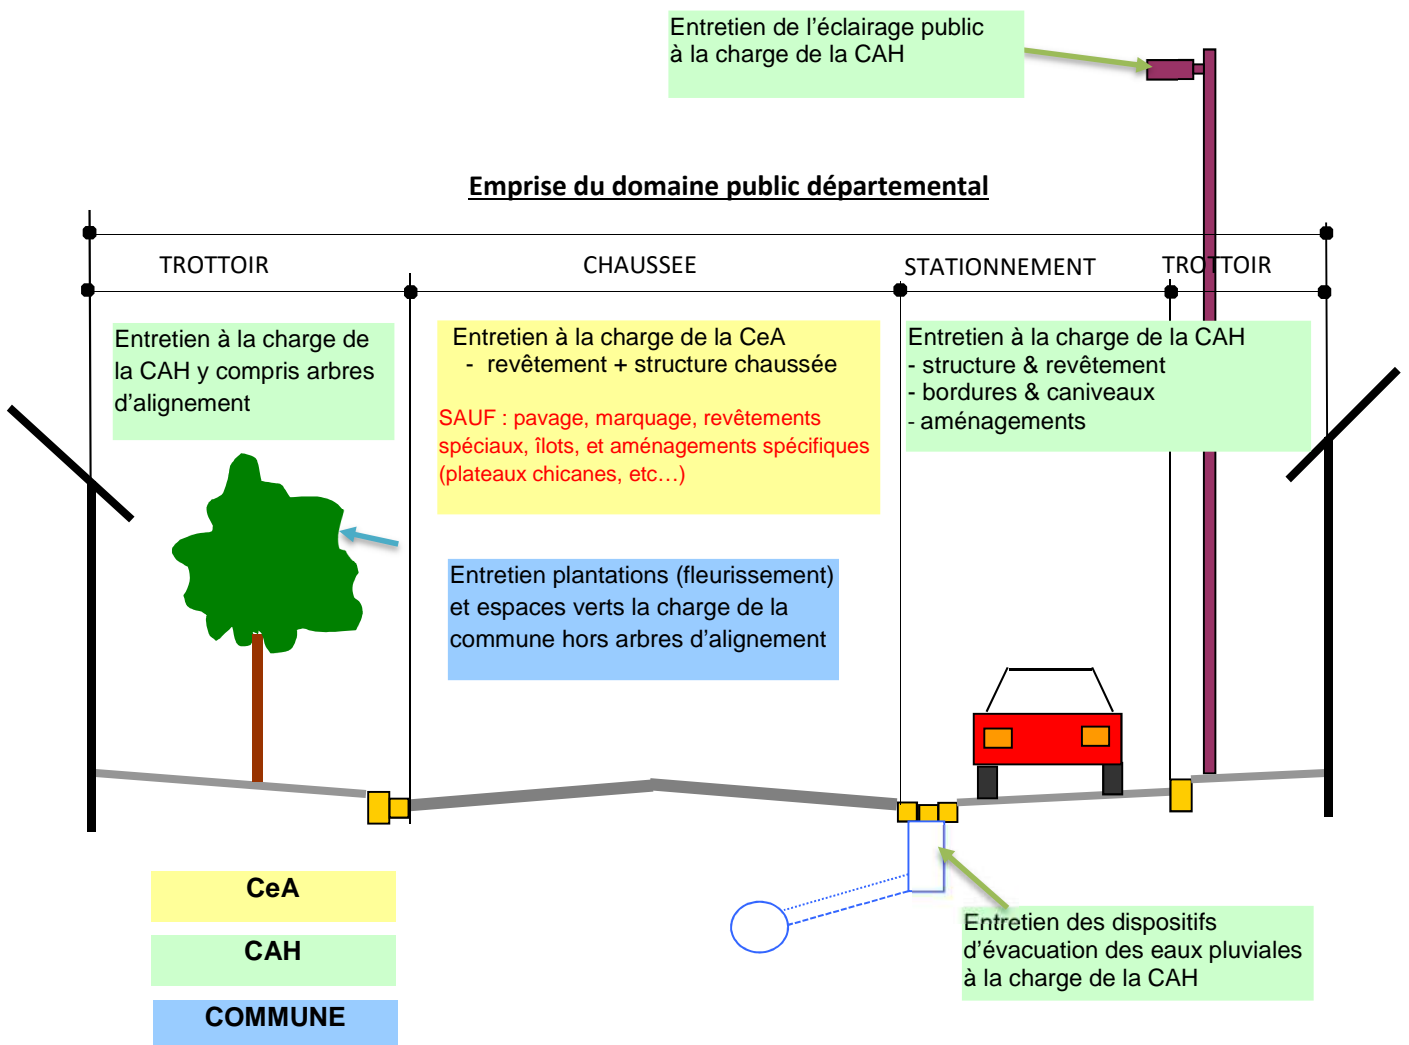 Entretien de l'éclairage public
à la charge de la CAH
Emprise du domaine public départemental
TROTTOIR
CHAUSSEE
STATIONNEMENT
TROTTOIR
Entretien à la charge de
la CAH y compris arbres
d'alignement
Entretien à la charge de la CeA
- revêtement + structure chaussée
SAUF : pavage, marquage, revêtements
spéciaux, îlots, et aménagements spécifiques
(plateaux chicanes, etc…)
Entretien à la charge de la CAH
- structure & revêtement
- bordures & caniveaux
- aménagements
Entretien plantations (fleurissement)
et espaces verts la charge de la
commune hors arbres d'alignement
CeA
CAH
COMMUNE
Entretien des dispositifs
d'évacuation des eaux pluviales
à la charge de la CAH